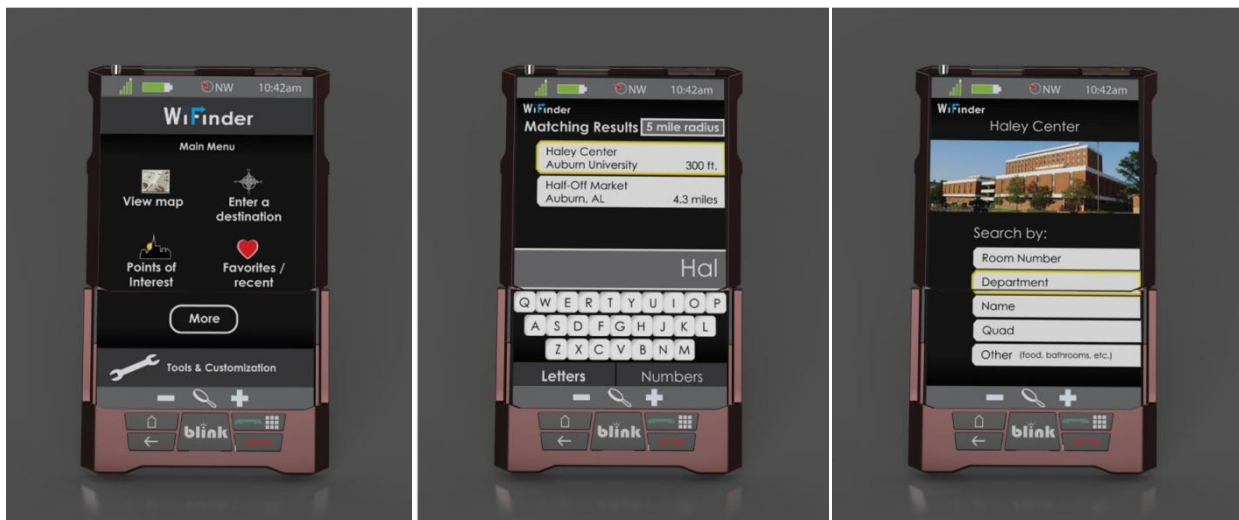 NW 10:42am
WiFinder
Main Menu
View map
Enter a
destination
Points of
Interest
Favorites /
recent
More
Tools & Customization
blink
NW 10:42am
WiFinder
Matching Results 5 mile radius
Haley Center
Auburn University 300 ft.
Half-Off Market
Auburn, AL 4.3 miles
Hal
Q W E R T Y U I O P
A S D F G H J K L
Z X C V B N M
Letters Numbers
blink
NW 10:42am
WiFinder
Haley Center
Search by:
Room Number
Department
Name
Quad
Other (food, bathrooms, etc.)
blink